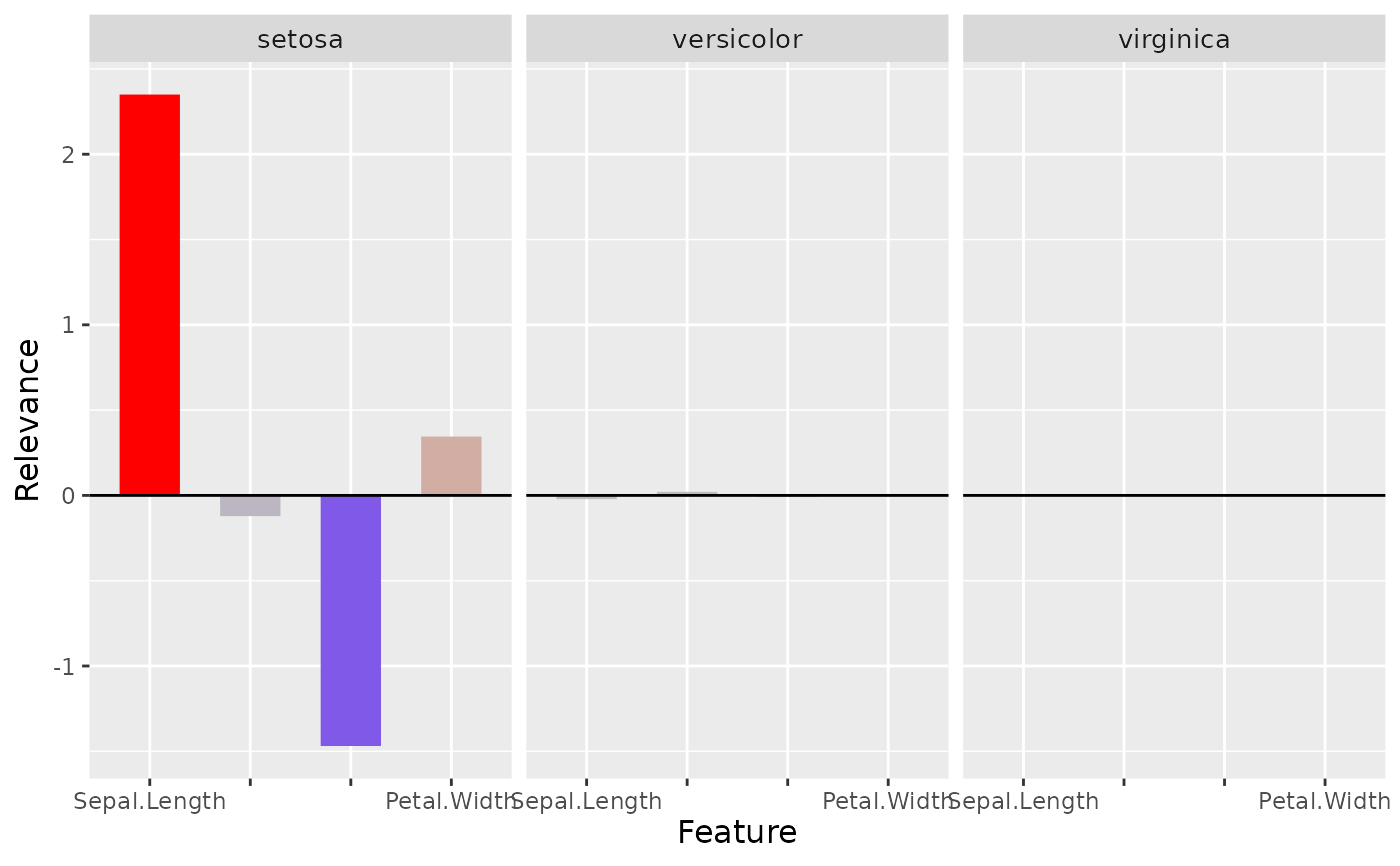 setosa versicolor virginica
2
1
0
-1
Relevance
Sepal.Length Petal.Width Sepal.Length Petal.Width Sepal.Length Petal.Width
Feature